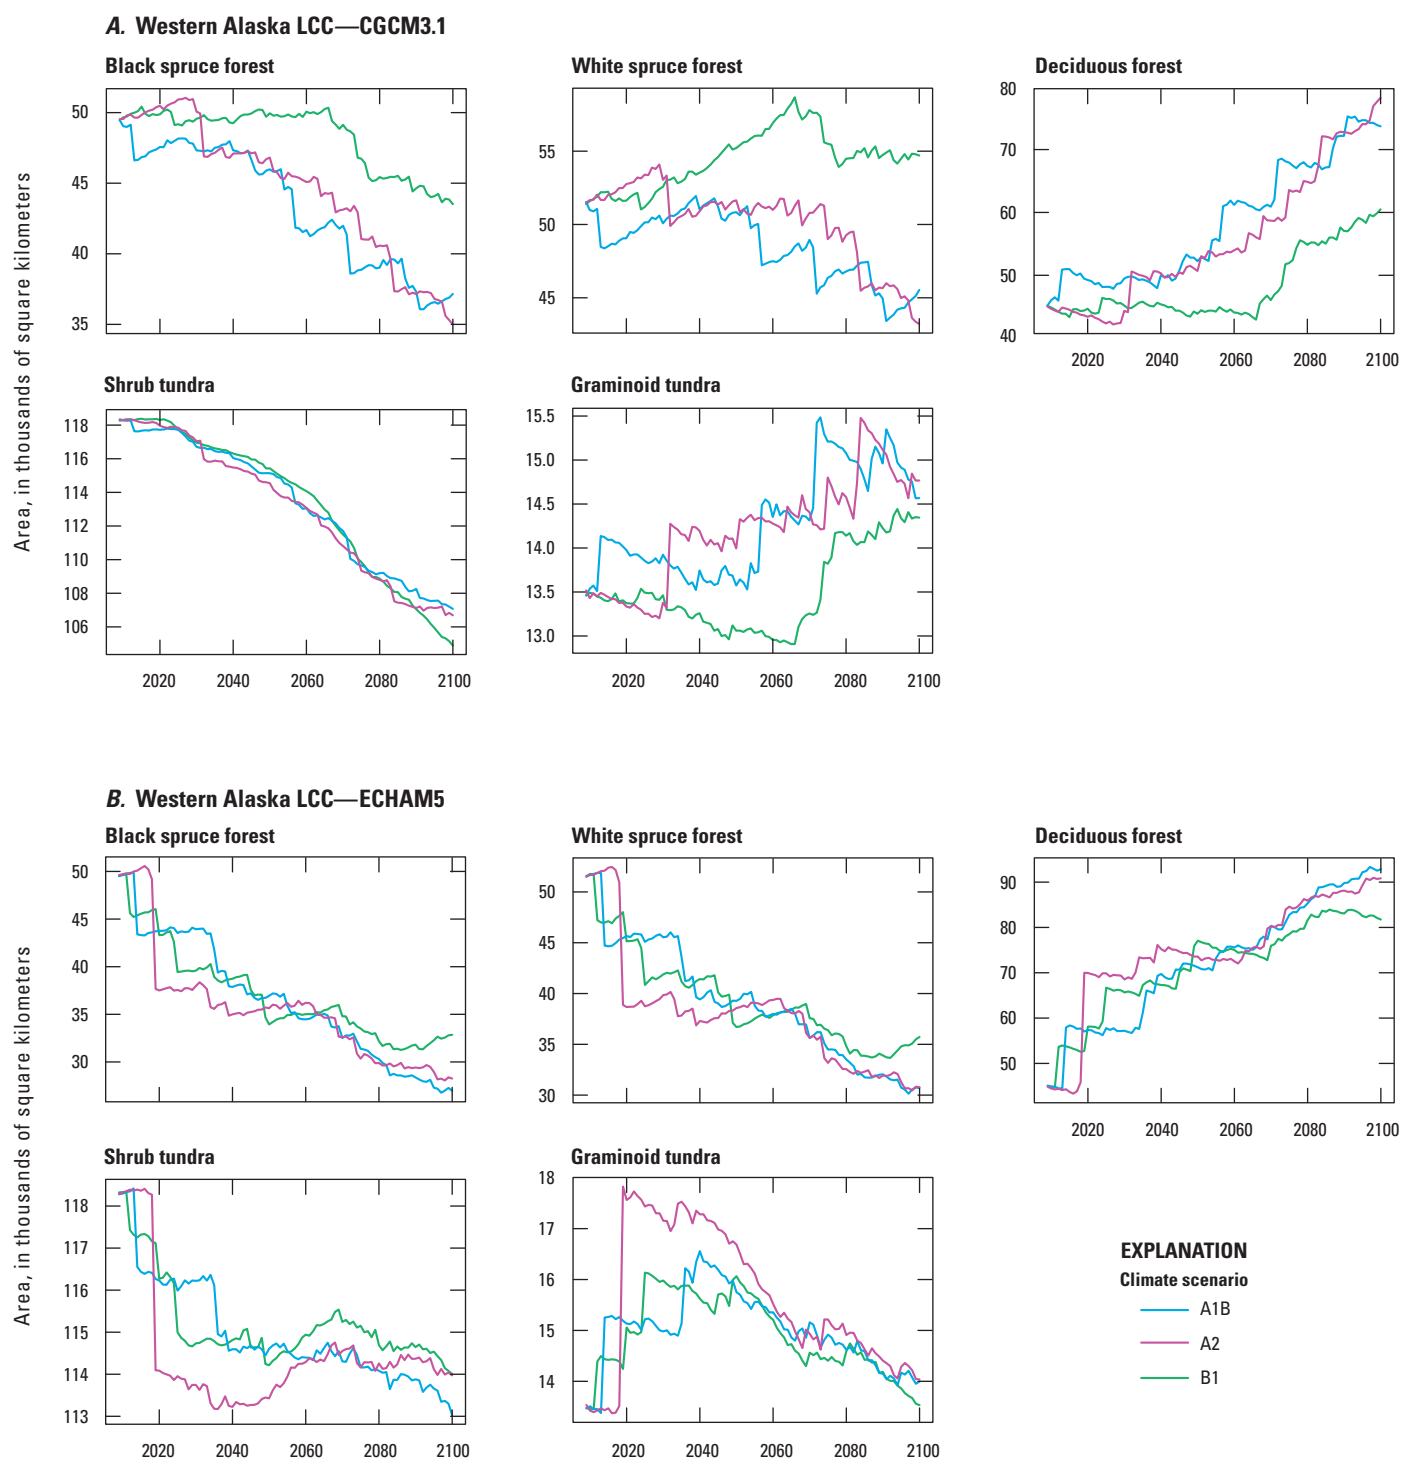 A. Western Alaska LCC—CGCM3.1
Black spruce forest
White spruce forest
Deciduous forest
Area, in thousands of square kilometers
50
45
40
35
55
50
45
80
70
60
50
40
2020 2040 2060 2080 2100
Shrub tundra
Graminoid tundra
118
116
114
112
110
108
106
15.5
15.0
14.5
14.0
13.5
13.0
2020 2040 2060 2080 2100
2020 2040 2060 2080 2100
B. Western Alaska LCC—ECHAM5
Black spruce forest
White spruce forest
Deciduous forest
Area, in thousands of square kilometers
50
45
40
35
30
50
45
40
35
30
90
80
70
60
50
2020 2040 2060 2080 2100
Shrub tundra
Graminoid tundra
118
117
116
115
114
113
18
17
16
15
14
2020 2040 2060 2080 2100
2020 2040 2060 2080 2100
EXPLANATION
Climate scenario
A1B
A2
B1